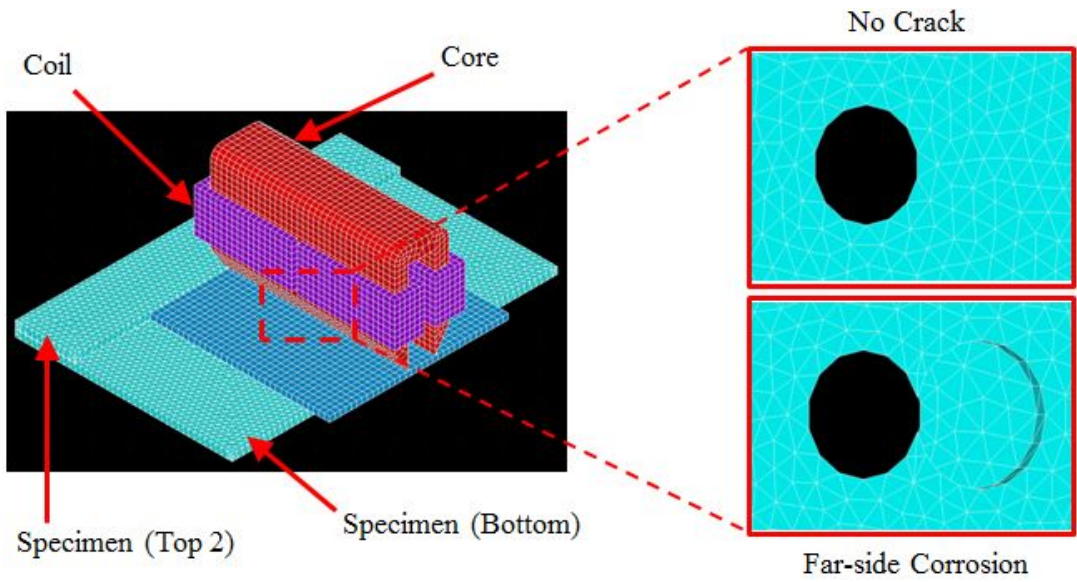 No Crack
Coil
Core
Specimen (Top 2)
Specimen (Bottom)
Far-side Corrosion